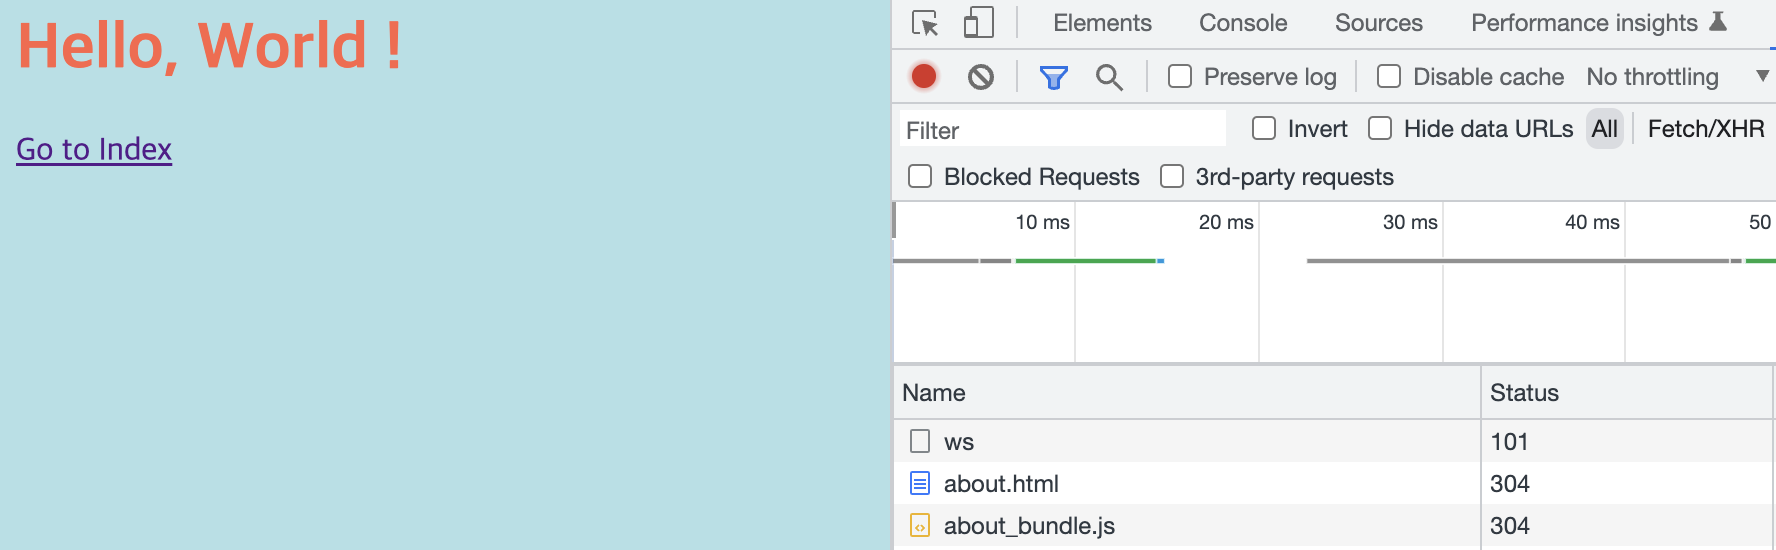 Hello, World !
Go to Index
Elements Console Sources Performance insights
Preserve log Disable cache No throttling
Filter Invert Hide data URLs All Fetch/XHR
Blocked Requests 3rd-party requests
10 ms 20 ms 30 ms 40 ms 50
Name Status
ws 101
about.html 304
about_bundle.js 304